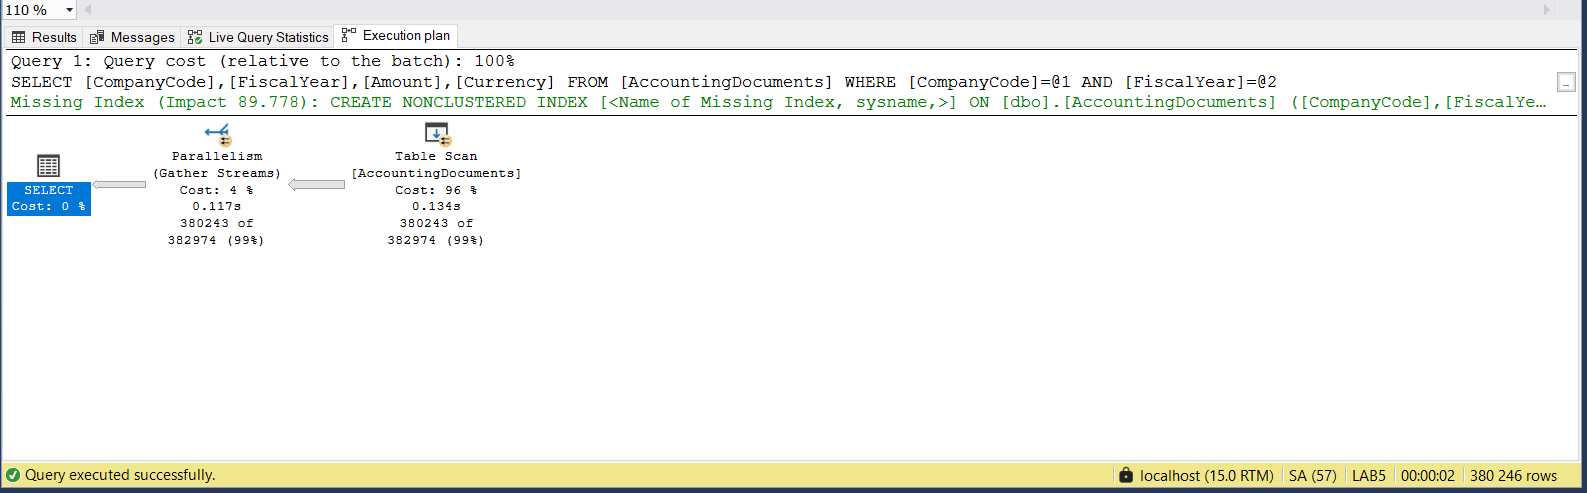 110 %
Results Messages Live Query Statistics Execution plan
Query 1: Query cost (relative to the batch): 100%
SELECT [CompanyCode],[FiscalYear],[Amount],[Currency] FROM [AccountingDocuments] WHERE [CompanyCode]=@1 AND [FiscalYear]=@2
Missing Index (Impact 89.778): CREATE NONCLUSTERED INDEX [<Name of Missing Index, sysname,>] ON [dbo].[AccountingDocuments] ([CompanyCode],[FiscalYe…
SELECT
Cost: 0 %
Parallelism
(Gather Streams)
Cost: 4 %
0.117s
380243 of
382974 (99%)
Table Scan
[AccountingDocuments]
Cost: 96 %
0.134s
380243 of
382974 (99%)
Query executed successfully.
localhost (15.0 RTM) SA (57) LAB5 00:00:02 380 246 rows